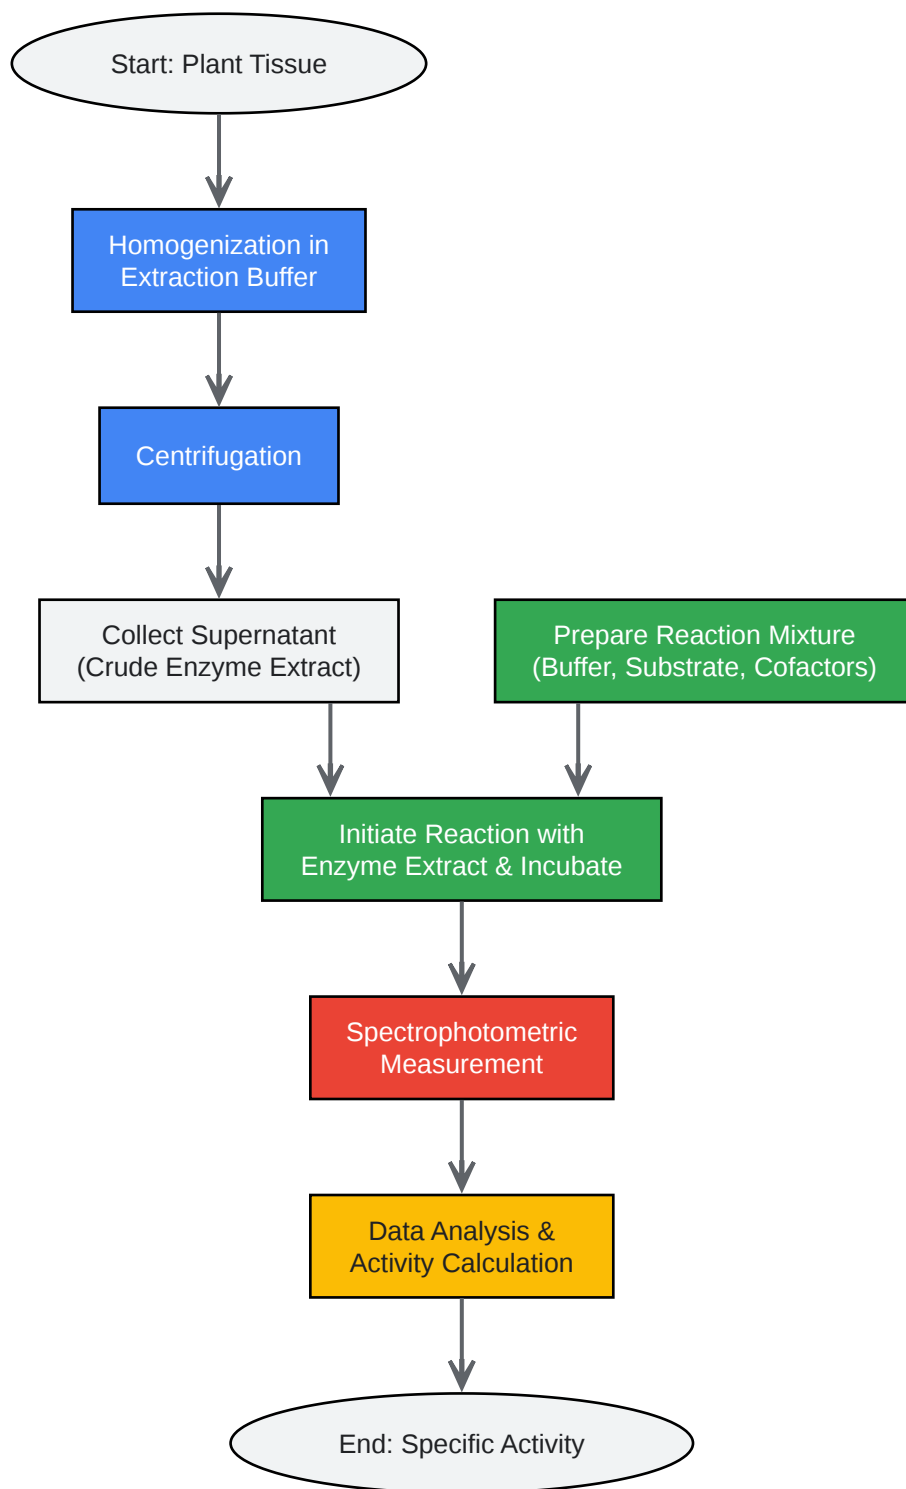 Start: Plant Tissue
Homogenization in
Extraction Buffer
Centrifugation
Collect Supernatant
(Crude Enzyme Extract)
Prepare Reaction Mixture
(Buffer, Substrate, Cofactors)
Initiate Reaction with
Enzyme Extract & Incubate
Spectrophotometric
Measurement
Data Analysis &
Activity Calculation
End: Specific Activity